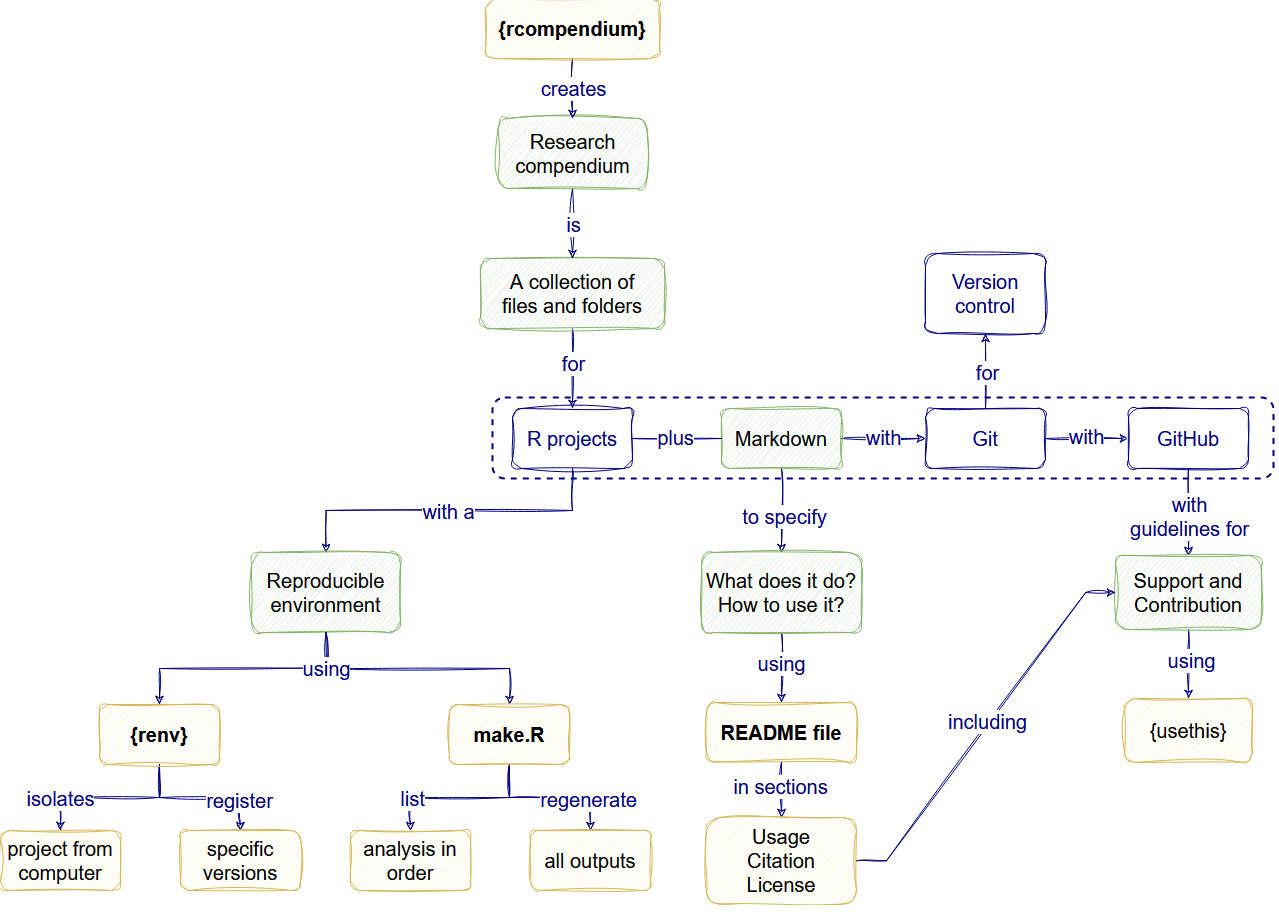 {rcompendium}
creates
Research
compendium
is
A collection of
files and folders
Version
control
for
for
R projects
plus
Markdown
with
Git
with
GitHub
with a
to specify
with
guidelines for
Reproducible
environment
What does it do?
How to use it?
Support and
Contribution
using
using
using
{renv}
make.R
README file
including
{usethis}
isolates
register
list
regenerate
in sections
project from
computer
specific
versions
analysis in
order
all outputs
Usage
Citation
License